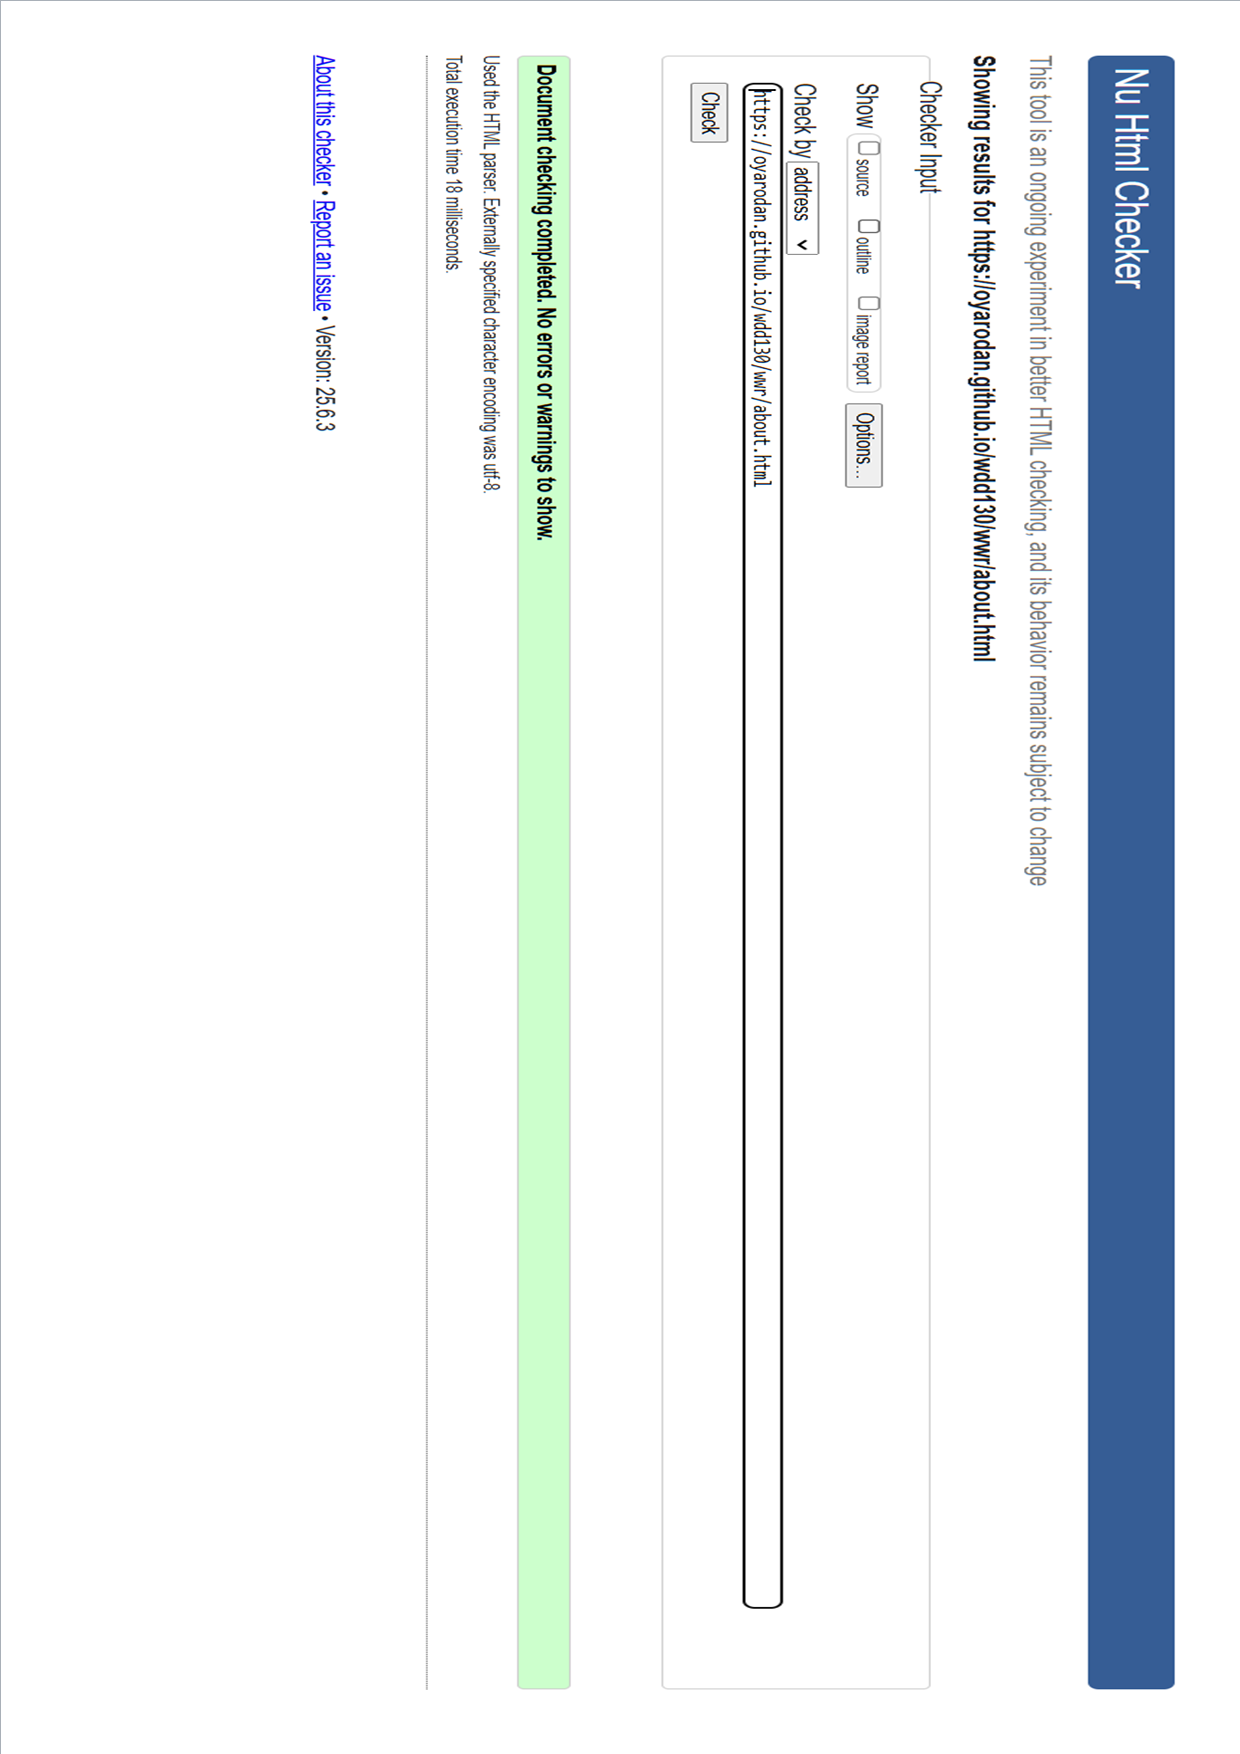 Nu Html Checker
This tool is an ongoing experiment in better HTML checking, and its behavior remains subject to change
Showing results for https://oyarodan.github.io/wdd130/wwr/about.html
Checker Input
Show source outline image report Options...
Check by address
https://oyarodan.github.io/wdd130/wwr/about.html
Check
Document checking completed. No errors or warnings to show.
Used the HTML parser. Externally specified character encoding was utf-8.
Total execution time 18 milliseconds.
About this checker • Report an issue • Version: 25.6.3